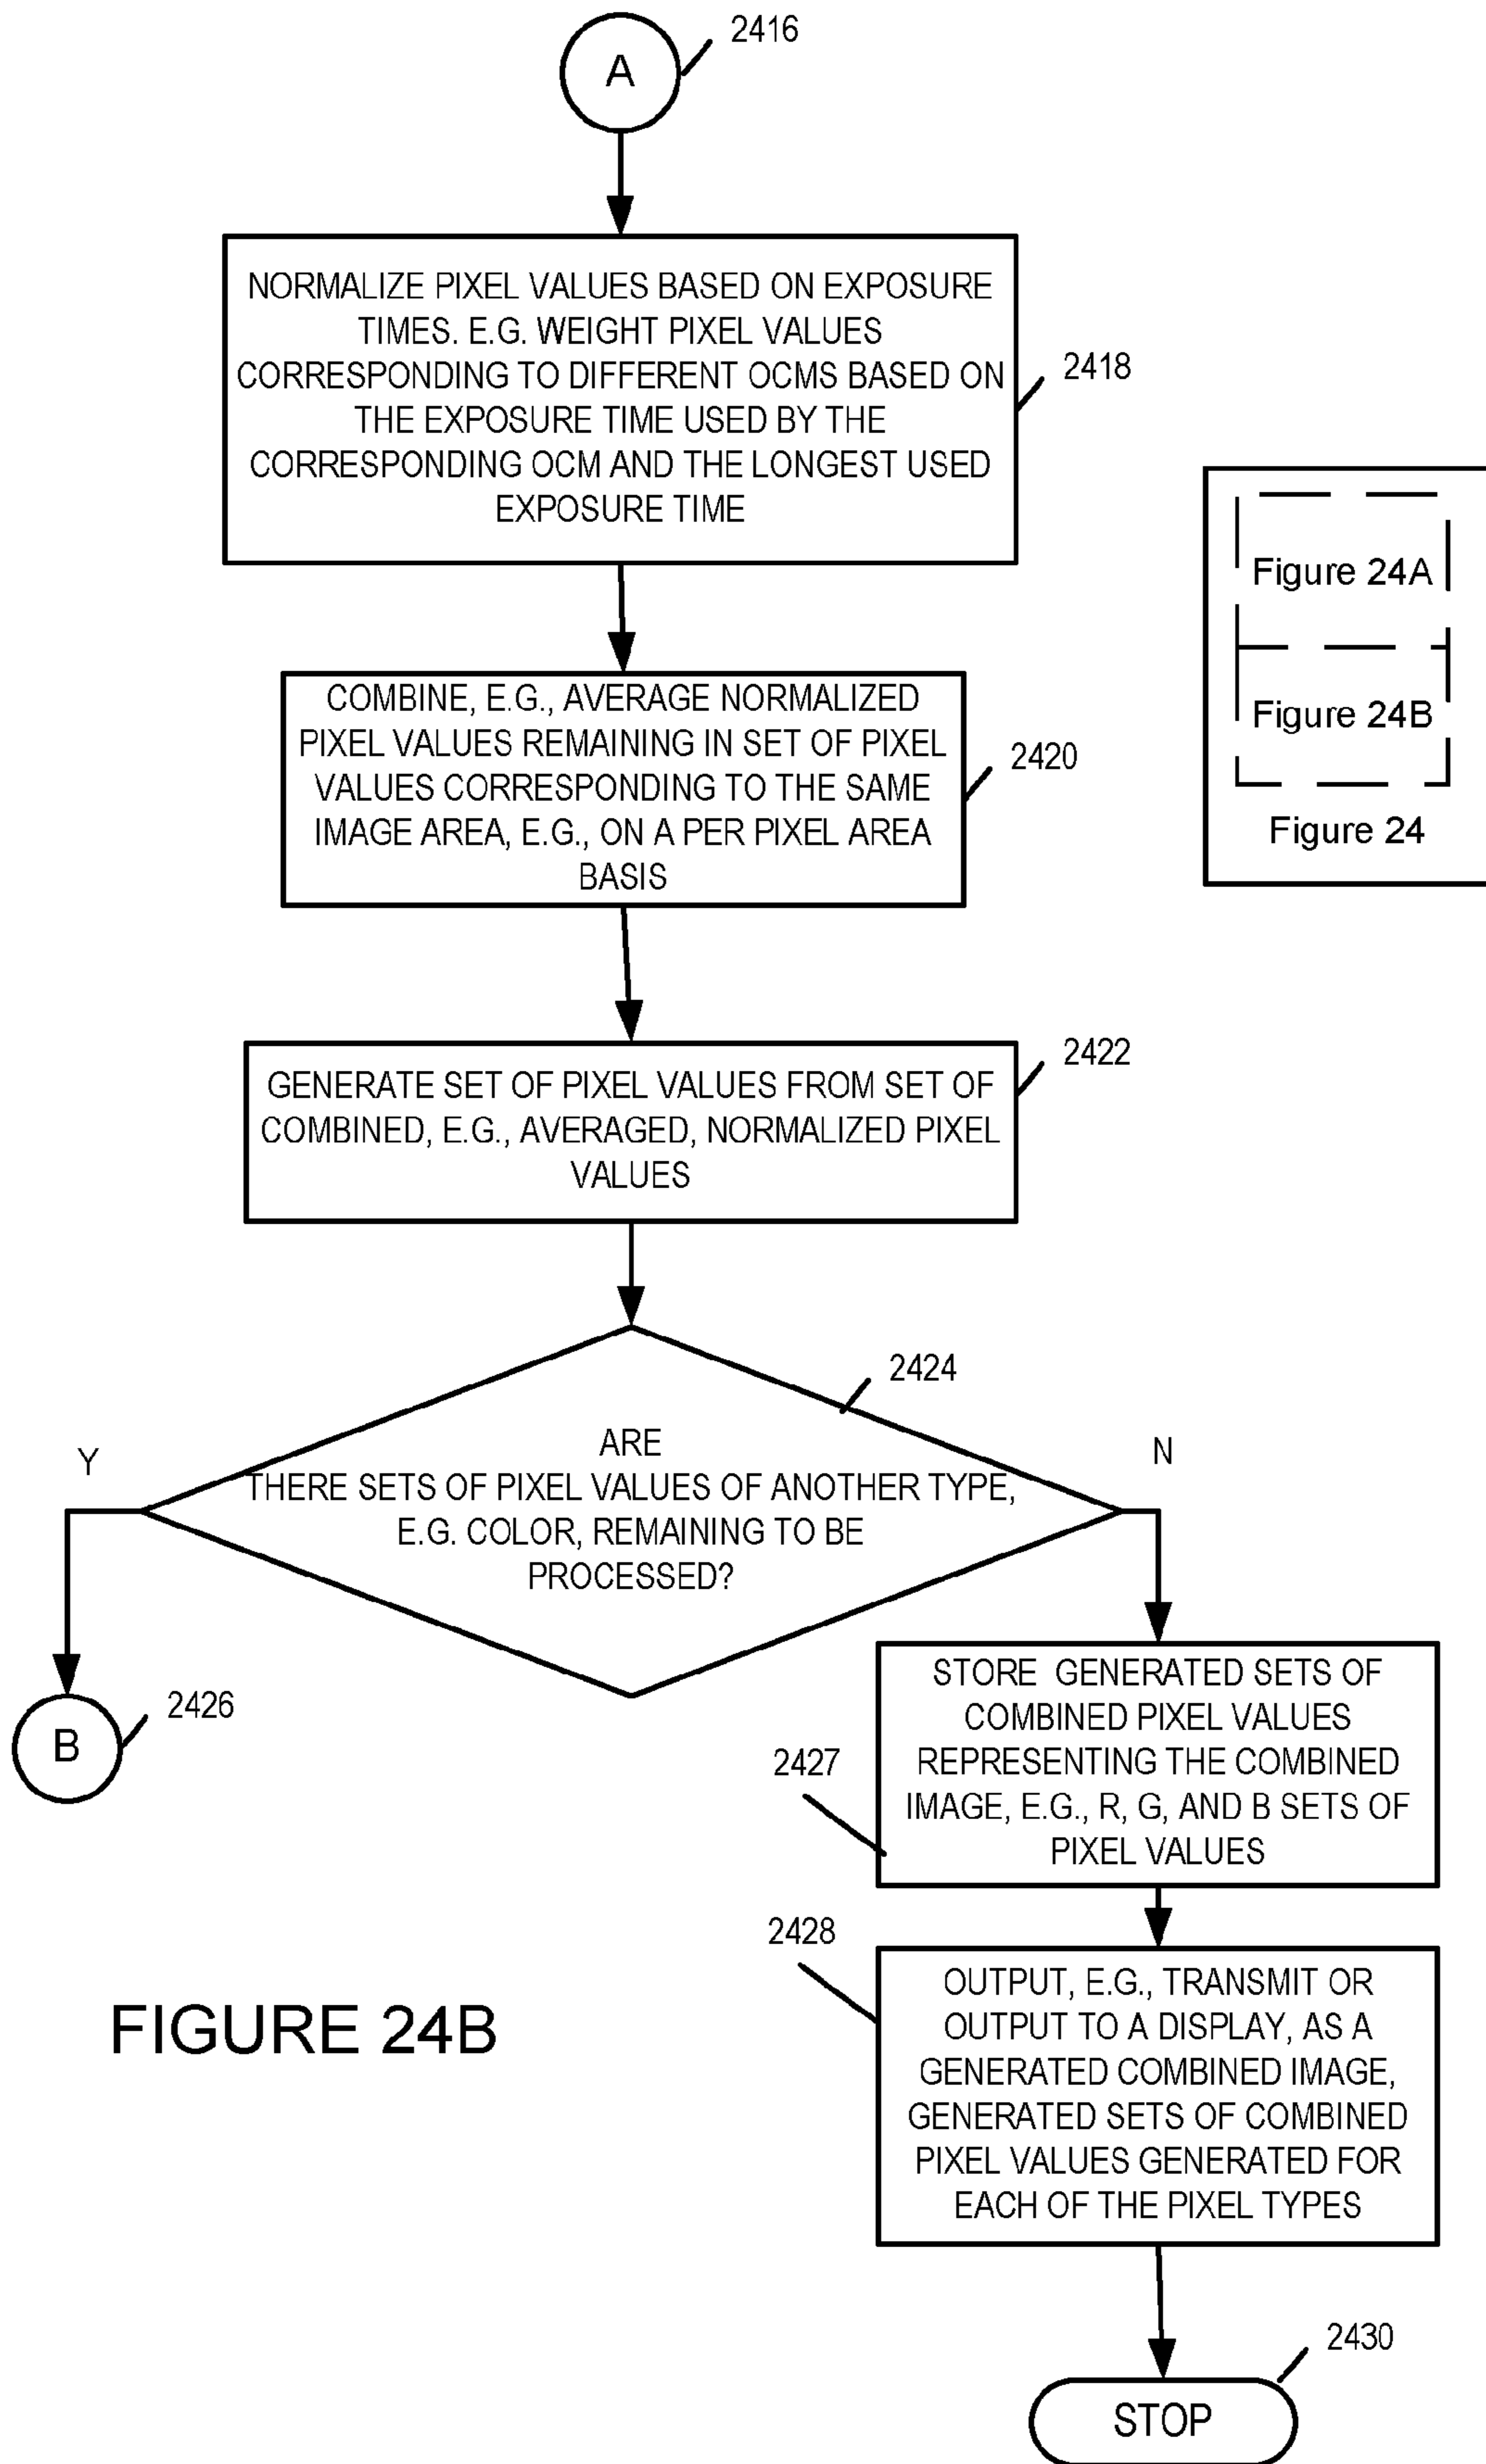 A
2416
NORMALIZE PIXEL VALUES BASED ON EXPOSURE
TIMES. E.G. WEIGHT PIXEL VALUES
CORRESPONDING TO DIFFERENT OCMS BASED ON
THE EXPOSURE TIME USED BY THE
CORRESPONDING OCM AND THE LONGEST USED
EXPOSURE TIME
2418
Figure 24A
Figure 24B
Figure 24
COMBINE, E.G., AVERAGE NORMALIZED
PIXEL VALUES REMAINING IN SET OF PIXEL
VALUES CORRESPONDING TO THE SAME
IMAGE AREA, E.G., ON A PER PIXEL AREA
BASIS
2420
GENERATE SET OF PIXEL VALUES FROM SET OF
COMBINED, E.G., AVERAGED, NORMALIZED PIXEL
VALUES
2422
2424
ARE
THERE SETS OF PIXEL VALUES OF ANOTHER TYPE,
E.G. COLOR, REMAINING TO BE
PROCESSED?
Y
N
B
2426
STORE GENERATED SETS OF
COMBINED PIXEL VALUES
REPRESENTING THE COMBINED
IMAGE, E.G., R, G, AND B SETS OF
PIXEL VALUES
2427
2428
OUTPUT, E.G., TRANSMIT OR
OUTPUT TO A DISPLAY, AS A
GENERATED COMBINED IMAGE,
GENERATED SETS OF COMBINED
PIXEL VALUES GENERATED FOR
EACH OF THE PIXEL TYPES
FIGURE 24B
2430
STOP